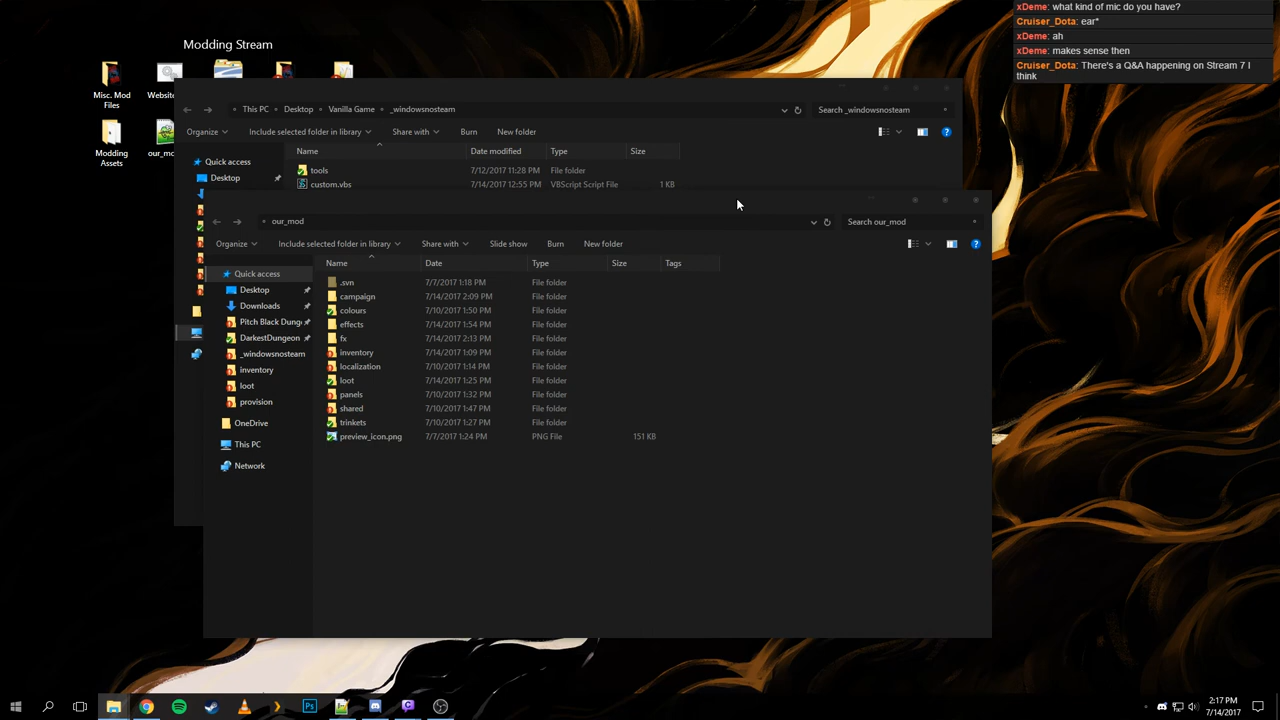 xDeme: what kind of mic do you have?
Cruiser_Dota: ear*
xDeme: ah
xDeme: makes sense then
Cruiser_Dota: There's a Q&A happening on Stream 7 I
think
Modding Stream
Misc. Mod
Files
Website
Modding
Assets
our_mo
This PC Desktop Vanilla Game _windowsnosteam
Search _windowsnosteam
Organize Include selected folder in library Share with Burn New folder
Name Date modified Type Size
Quick access
Desktop
tools 7/12/2017 11:28 PM File folder
custom.vbs 7/14/2017 12:55 PM VBScript Script File 1 KB
our_mod
Search our_mod
Organize Include selected folder in library Share with Slide show Burn New folder
Name Date Type Size Tags
Quick access
Desktop
Downloads
Pitch Black Dung
DarkestDungeon
_windowsnosteam
inventory
loot
provision
OneDrive
This PC
Network
.svn 7/7/2017 1:18 PM File folder
campaign 7/14/2017 2:09 PM File folder
colours 7/10/2017 1:50 PM File folder
effects 7/14/2017 1:54 PM File folder
fx 7/14/2017 2:13 PM File folder
inventory 7/14/2017 1:09 PM File folder
localization 7/10/2017 1:14 PM File folder
loot 7/14/2017 1:25 PM File folder
panels 7/10/2017 1:32 PM File folder
shared 7/10/2017 1:47 PM File folder
trinkets 7/10/2017 1:27 PM File folder
preview_icon.png 7/7/2017 1:24 PM PNG File 151 KB
Ps
2:17 PM
7/14/2017